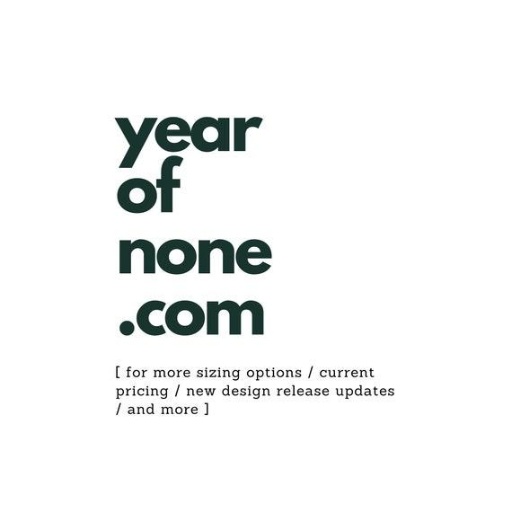 year
of
none
.com
[ for more sizing options / current
pricing / new design release updates
/ and more ]